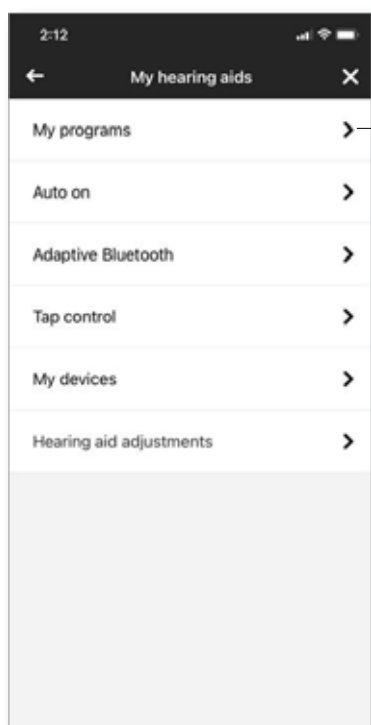 2:12
My hearing aids
My programs
Auto on
Adaptive Bluetooth
Tap control
My devices
Hearing aid adjustments